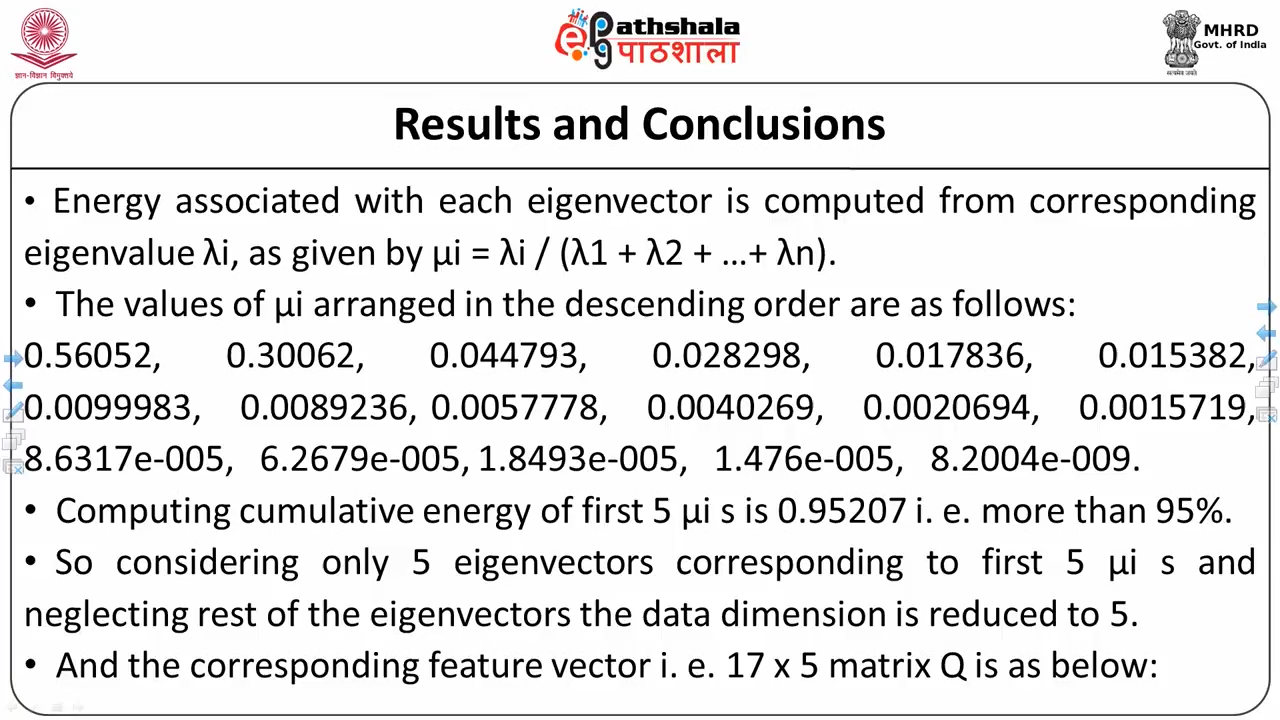 ज्ञान-विज्ञान विमुक्तये
ePathshala
पाठशाला
MHRD
Govt. of India
सत्यमेव जयते
Results and Conclusions
• Energy associated with each eigenvector is computed from corresponding
eigenvalue λi, as given by μi = λi / (λ1 + λ2 + …+ λn).
• The values of μi arranged in the descending order are as follows:
0.56052, 0.30062, 0.044793, 0.028298, 0.017836, 0.015382,
0.0099983, 0.0089236, 0.0057778, 0.0040269, 0.0020694, 0.0015719,
8.6317e-005, 6.2679e-005, 1.8493e-005, 1.476e-005, 8.2004e-009.
• Computing cumulative energy of first 5 μi s is 0.95207 i. e. more than 95%.
• So considering only 5 eigenvectors corresponding to first 5 μi s and
neglecting rest of the eigenvectors the data dimension is reduced to 5.
• And the corresponding feature vector i. e. 17 x 5 matrix Q is as below: